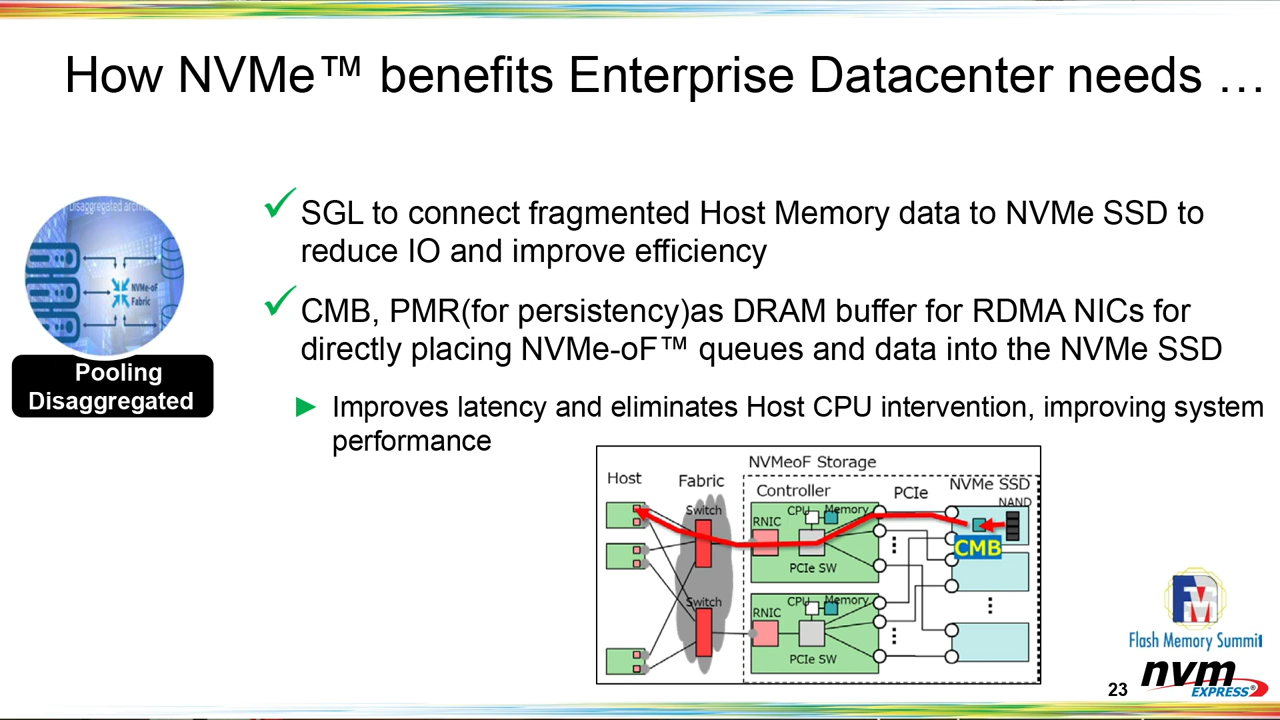 How NVMe™ benefits Enterprise Datacenter needs …
Disaggregated
NVMe-oF
Fabric
Pooling
Disaggregated
SGL to connect fragmented Host Memory data to NVMe SSD to
reduce IO and improve efficiency
CMB, PMR(for persistency)as DRAM buffer for RDMA NICs for
directly placing NVMe-oF™ queues and data into the NVMe SSD
Improves latency and eliminates Host CPU intervention, improving system
performance
NVMeoF Storage
Host
Fabric
Controller
PCIe
NVMe SSD
NAND
Switch
CPU
Memory
RNIC
CMB
PCIe SW
Switch
CPU
Memory
RNIC
PCIe SW
FMS
Flash Memory Summit
nvm
EXPRESS®
23